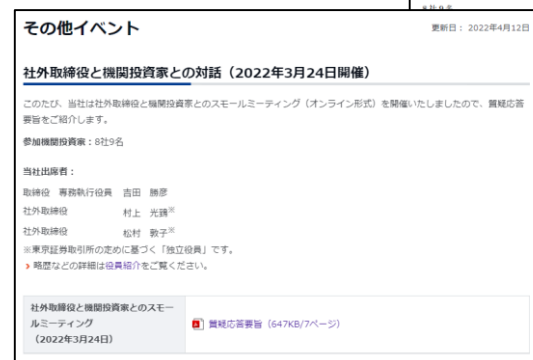 その他イベント
更新日： 2022年4月12日
社外取締役と機関投資家との対話（2022年3月24日開催）
このたび、当社は社外取締役と機関投資家とのスモールミーティング（オンライン形式）を開催いたしましたので、質疑応答
要旨をご紹介します。
参加機関投資家：8社9名
当社出席者：
取締役 専務執行役員 吉田 勝彦
社外取締役 村上 光鵄※
社外取締役 松村 敦子※
※東京証券取引所の定めに基づく「独立役員」です。
略歴などの詳細は役員紹介をご覧ください。
社外取締役と機関投資家とのスモー
ルミーティング
（2022年3月24日）
質疑応答要旨（647KB/7ページ）